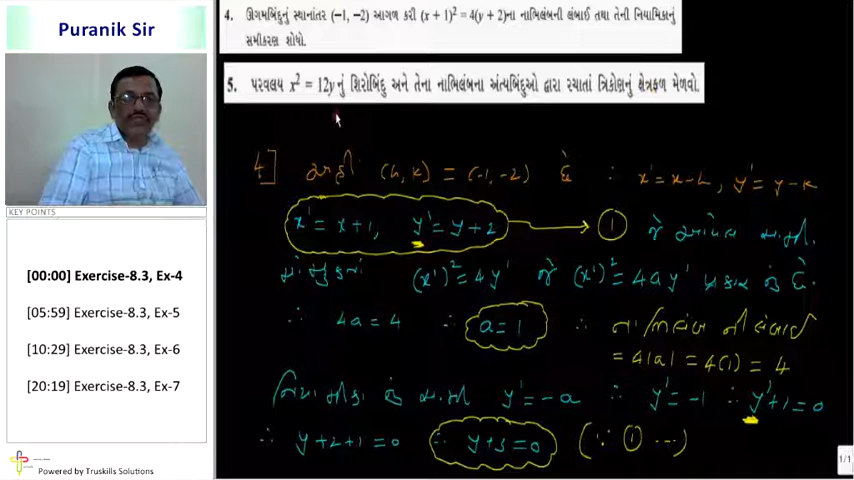 Puranik Sir
KEY POINTS
[00:00] Exercise-8.3, Ex-4
[05:59] Exercise-8.3, Ex-5
[10:29] Exercise-8.3, Ex-6
[20:19] Exercise-8.3, Ex-7
Powered by Truskills Solutions
4. ઊગમબિંદુનું સ્થાનાંતર (−1, −2) આગળ કરી (x + 1)² = 4(y + 2)ના નાભિલંબની લંબાઈ તથા તેની નિયામિકાનું
સમીકરણ શોધો.
5. પરવલય x² = 12yનું શિરોબિંદુ અને તેના નાભિલંબના અંત્યબિંદુઓ દ્વારા રચાતાં ત્રિકોણનું ક્ષેત્રફળ મેળવો.
4] અહીં (h, k) = (-1, -2) છે ∴ x' = x-h, y' = y-k
x' = x+1, y' = y+2 → ① જે આપેલ સમી.
માં મુકતાં (x')² = 4y' જે (x')² = 4ay' પ્રકારનું છે.
∴ 4a = 4 ∴ a = 1 ∴ નાભિલંબની લંબાઈ
= 4|a| = 4(1) = 4
નિયામીકાનું સમી y' = -a ∴ y' = -1 ∴ y'+1 = 0
∴ y+2+1 = 0 ∴ y+3 = 0 (∵ ① ...)
1/1